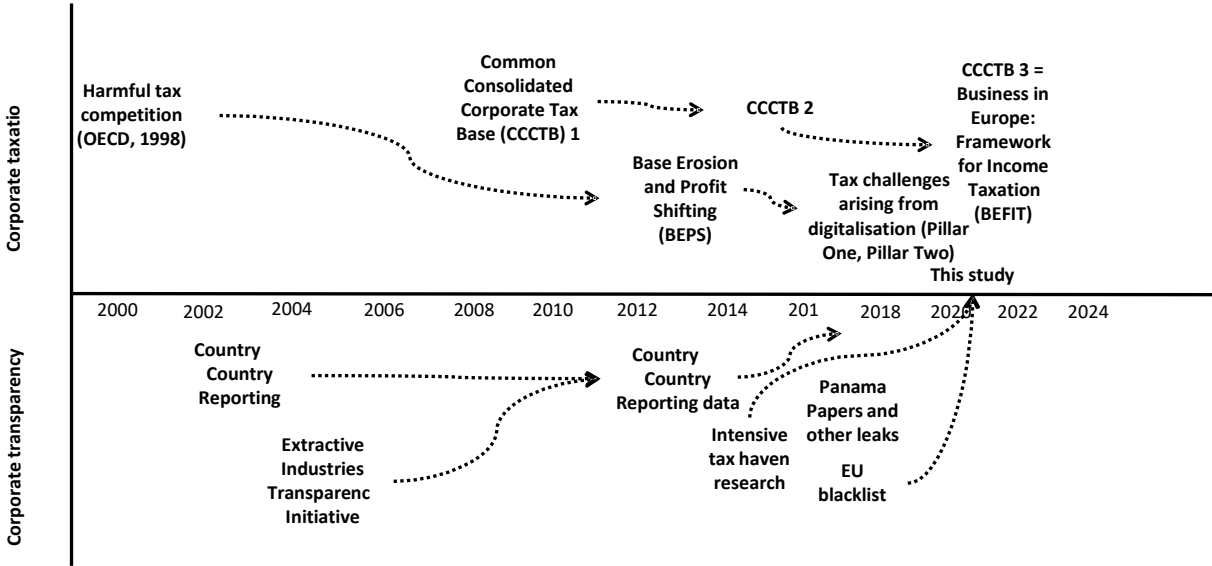 Corporate taxatio
Harmful tax
competition
(OECD, 1998)
Common
Consolidated
Corporate Tax
Base (CCCTB) 1
CCCTB 2
CCCTB 3 =
Business in
Europe:
Framework
for Income
Taxation
(BEFIT)
Base Erosion
and Profit
Shifting
(BEPS)
Tax challenges
arising from
digitalisation (Pillar
One, Pillar Two)
This study
2000 2002 2004 2006 2008 2010 2012 2014 201 2018 2020 2022 2024
Corporate transparency
Country
Country
Reporting
Extractive
Industries
Transparenc
Initiative
Country
Country
Reporting data
Intensive
tax haven
research
Panama
Papers and
other leaks
EU
blacklist